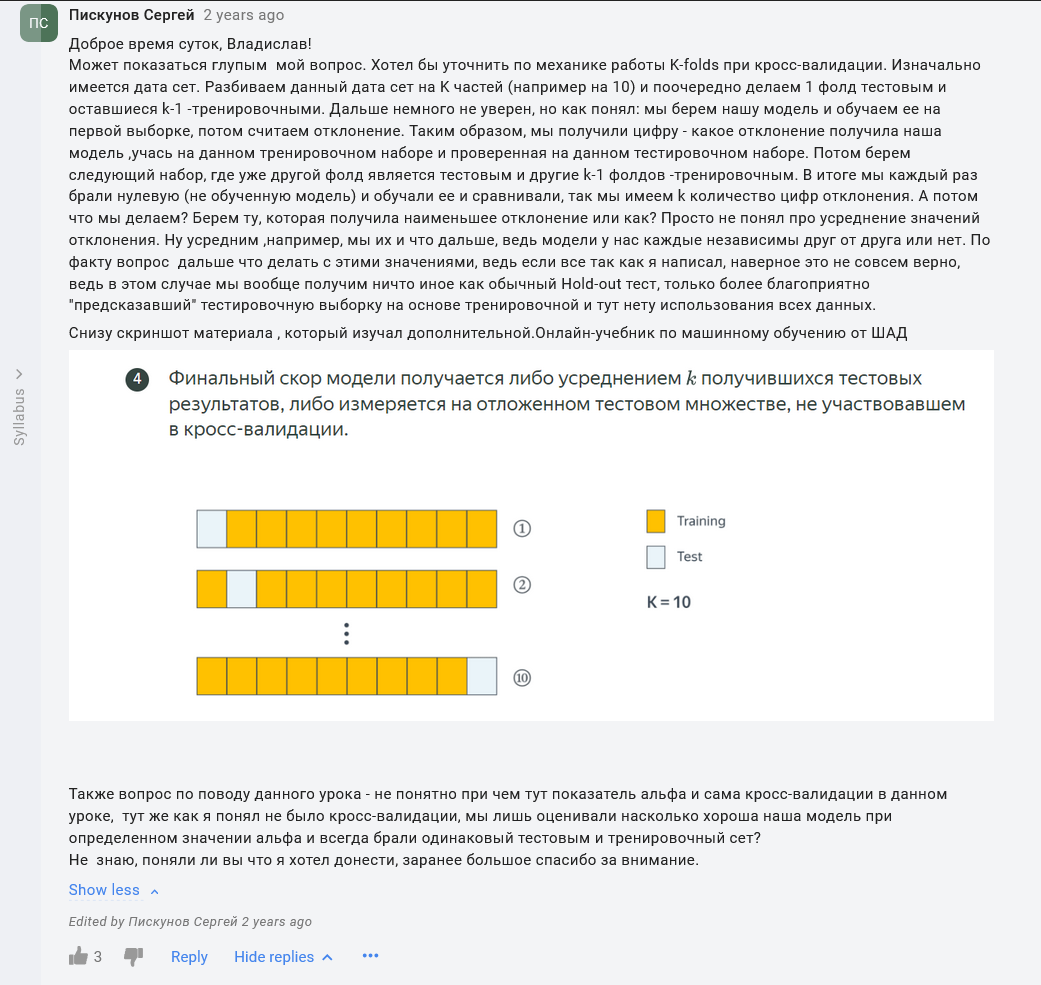 ПС
Пискунов Сергей 2 years ago
Доброе время суток, Владислав!
Может показаться глупым мой вопрос. Хотел бы уточнить по механике работы K-folds при кросс-валидации. Изначально
имеется дата сет. Разбиваем данный дата сет на K частей (например на 10) и поочередно делаем 1 фолд тестовым и
оставшиеся k-1 -тренировочными. Дальше немного не уверен, но как понял: мы берем нашу модель и обучаем ее на
первой выборке, потом считаем отклонение. Таким образом, мы получили цифру - какое отклонение получила наша
модель ,учась на данном тренировочном наборе и проверенная на данном тестировочном наборе. Потом берем
следующий набор, где уже другой фолд является тестовым и другие k-1 фолдов -тренировочным. В итоге мы каждый раз
брали нулевую (не обученную модель) и обучали ее и сравнивали, так мы имеем k количество цифр отклонения. А потом
что мы делаем? Берем ту, которая получила наименьшее отклонение или как? Просто не понял про усреднение значений
отклонения. Ну усредним ,например, мы их и что дальше, ведь модели у нас каждые независимы друг от друга или нет. По
факту вопрос дальше что делать с этими значениями, ведь если все так как я написал, наверное это не совсем верно,
ведь в этом случае мы вообще получим ничто иное как обычный Hold-out тест, только более благоприятно
"предсказавший" тестировочную выборку на основе тренировочной и тут нету использования всех данных.
Снизу скриншот материала , который изучал дополнительной.Онлайн-учебник по машинному обучению от ШАД
Syllabus
4 Финальный скор модели получается либо усреднением k получившихся тестовых
результатов, либо измеряется на отложенном тестовом множестве, не участвовавшем
в кросс-валидации.
1
Training
Test
2
K = 10
10
Также вопрос по поводу данного урока - не понятно при чем тут показатель альфа и сама кросс-валидации в данном
уроке, тут же как я понял не было кросс-валидации, мы лишь оценивали насколько хороша наша модель при
определенном значении альфа и всегда брали одинаковый тестовым и тренировочный сет?
Не знаю, поняли ли вы что я хотел донести, заранее большое спасибо за внимание.
Show less
Edited by Пискунов Сергей 2 years ago
3 Reply Hide replies